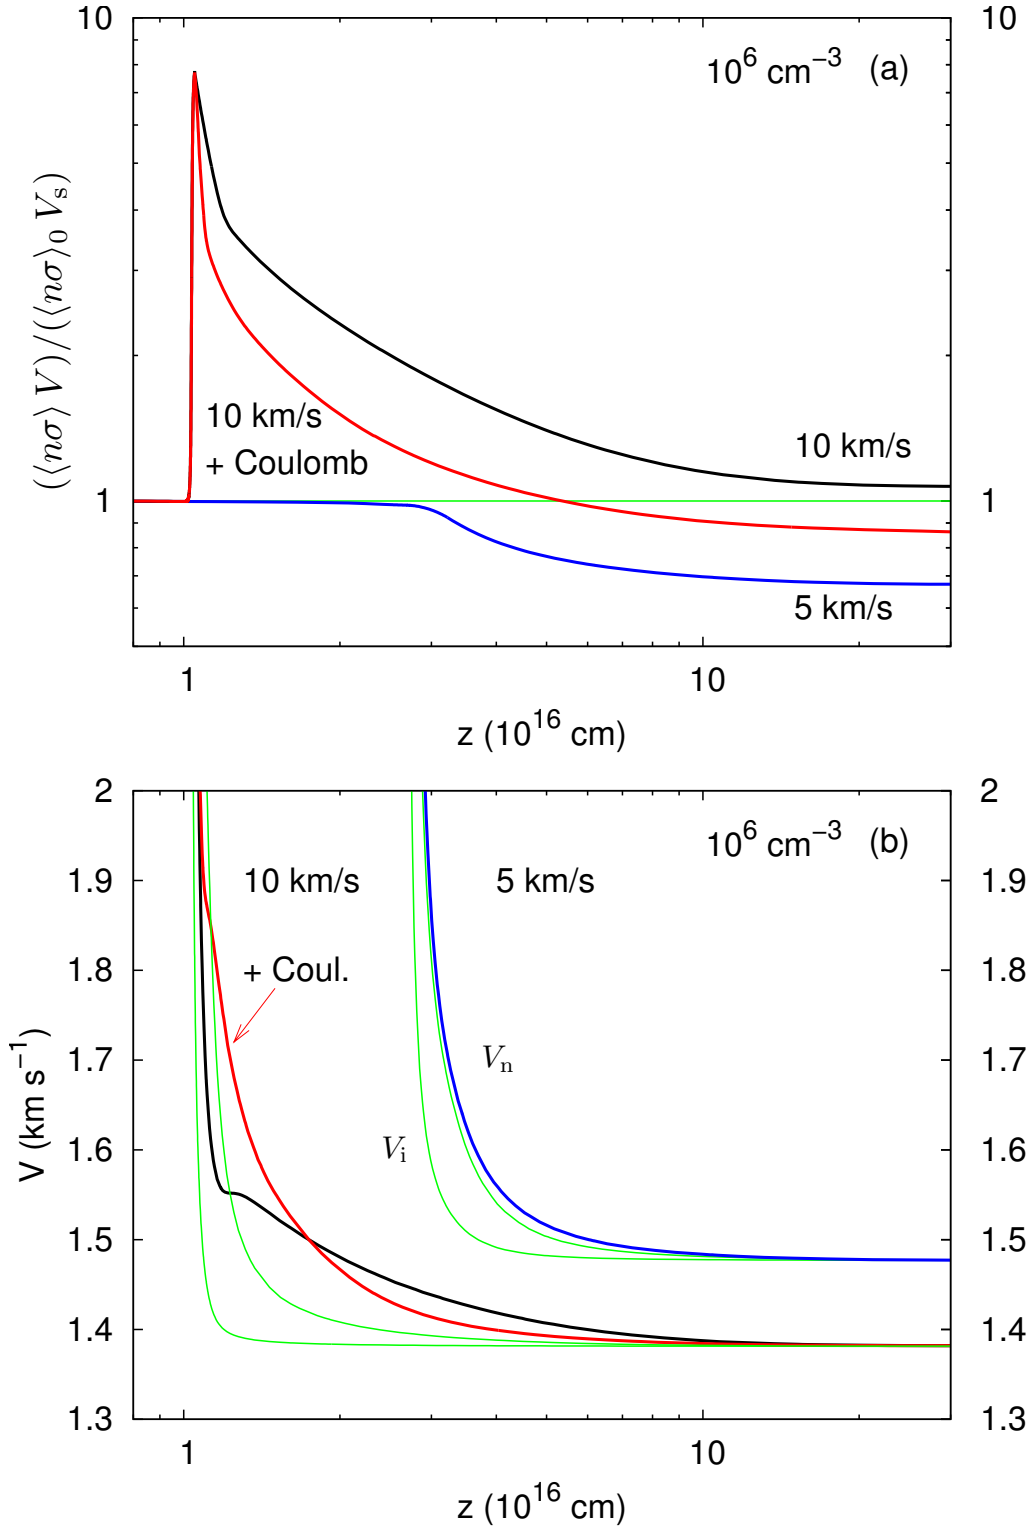 10
10
10⁶ cm⁻³ (a)
(⟨nσ⟩ V) / (⟨nσ⟩₀ Vₛ)
10 km/s
+ Coulomb
10 km/s
1
1
5 km/s
1
10
z (10¹⁶ cm)
2
2
10⁶ cm⁻³ (b)
1.9
10 km/s
5 km/s
1.9
+ Coul.
1.8
1.8
V (km s⁻¹)
1.7
Vₙ
1.7
1.6
Vᵢ
1.6
1.5
1.5
1.4
1.4
1.3
1.3
1
10
z (10¹⁶ cm)